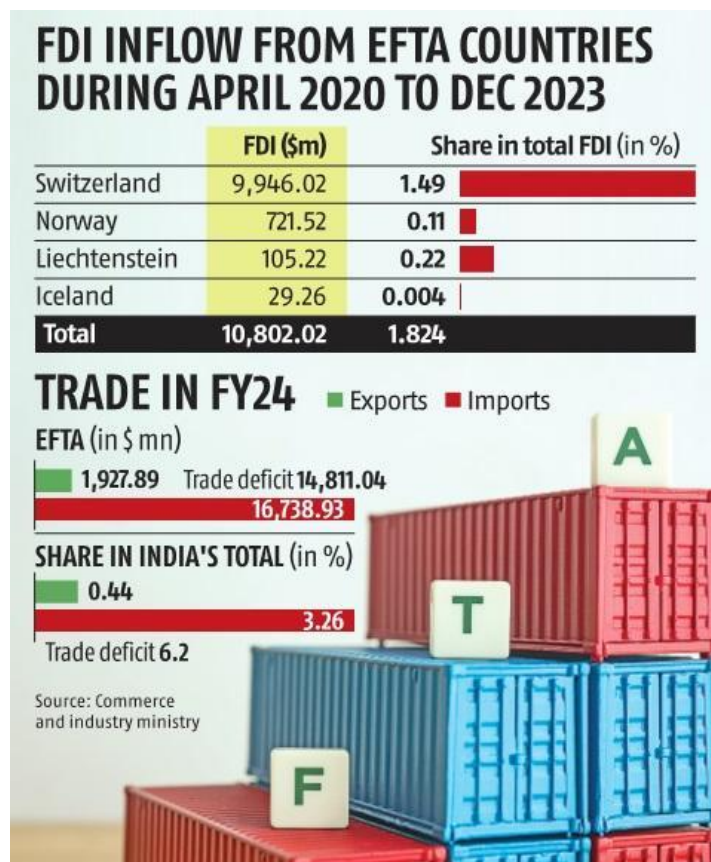 FDI INFLOW FROM EFTA COUNTRIES
DURING APRIL 2020 TO DEC 2023
FDI ($m) Share in total FDI (in %)
Switzerland 9,946.02 1.49
Norway 721.52 0.11
Liechtenstein 105.22 0.22
Iceland 29.26 0.004
Total 10,802.02 1.824
TRADE IN FY24 Exports Imports
EFTA (in $ mn)
1,927.89 Trade deficit 14,811.04
16,738.93
SHARE IN INDIA'S TOTAL (in %)
0.44
3.26
Trade deficit 6.2
Source: Commerce
and industry ministry
A
T
F